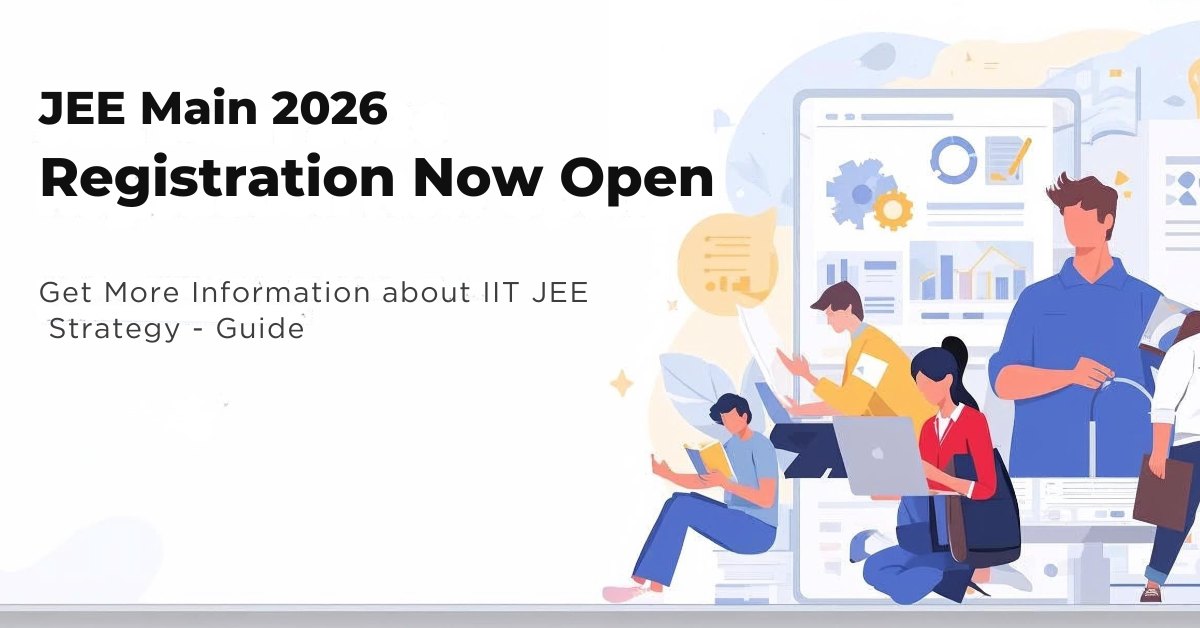 JEE Main 2026
Registration Now Open
Get More Information about IIT JEE
Strategy - Guide